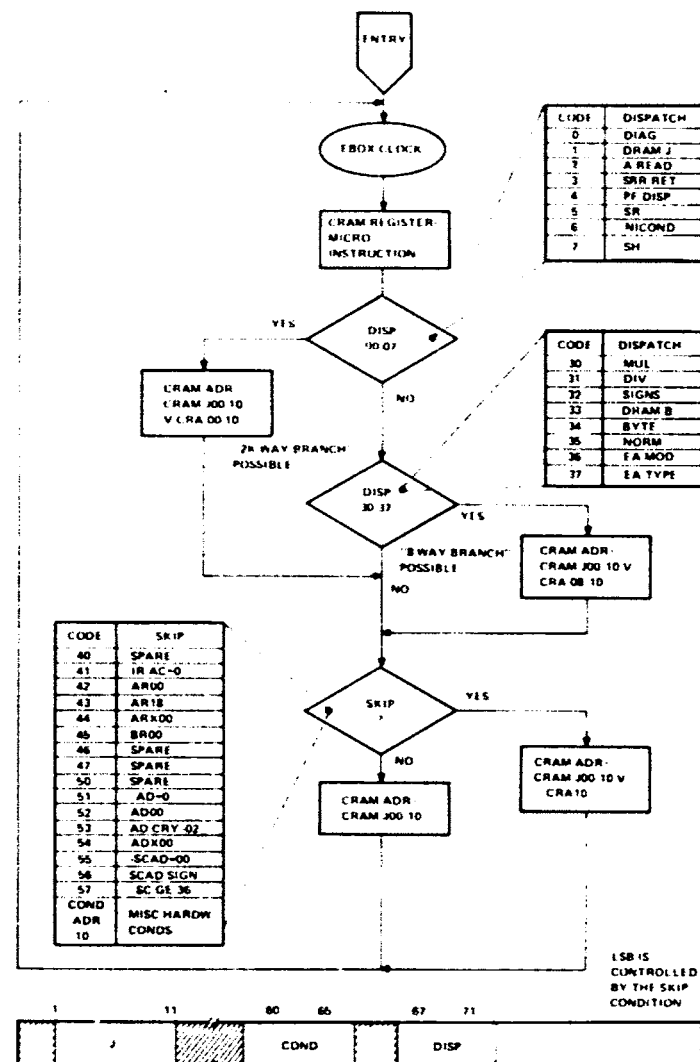 ENTRY
EBOX CLOCK
CRAM REGISTER-
MICRO
INSTRUCTION
CODE DISPATCH
0 DIAG
1 DRAM J
2 A READ
3 SRR RET
4 PF DISP
5 SR
6 NICOND
7 SH
YES
DISP
00-07
NO
CRAM ADR
CRAM J00-10
V CRA 00-10
2K WAY BRANCH
POSSIBLE
CODE DISPATCH
30 MUL
31 DIV
32 SIGNS
33 DRAM B
34 BYTE
35 NORM
36 EA MOD
37 EA TYPE
DISP
30-37
YES
"8 WAY BRANCH"
POSSIBLE
NO
CRAM ADR-
CRAM J00-10 V
CRA 08-10
CODE SKIP
40 SPARE
41 IR AC=0
42 AR00
43 AR18
44 ARX00
45 BR00
46 SPARE
47 SPARE
50 SPARE
51 AD=0
52 AD00
53 AD CRY -02
54 ADX00
55 -SCAD=00
56 SCAD SIGN
57 SC GE 36
COND
ADR
10
MISC HARDW
CONDS
SKIP
?
YES
NO
CRAM ADR-
CRAM J00-10
CRAM ADR-
CRAM J00-10 V
CRA10
LSB IS
CONTROLLED
BY THE SKIP
CONDITION
1 11 60 65 67 71
J COND DISP